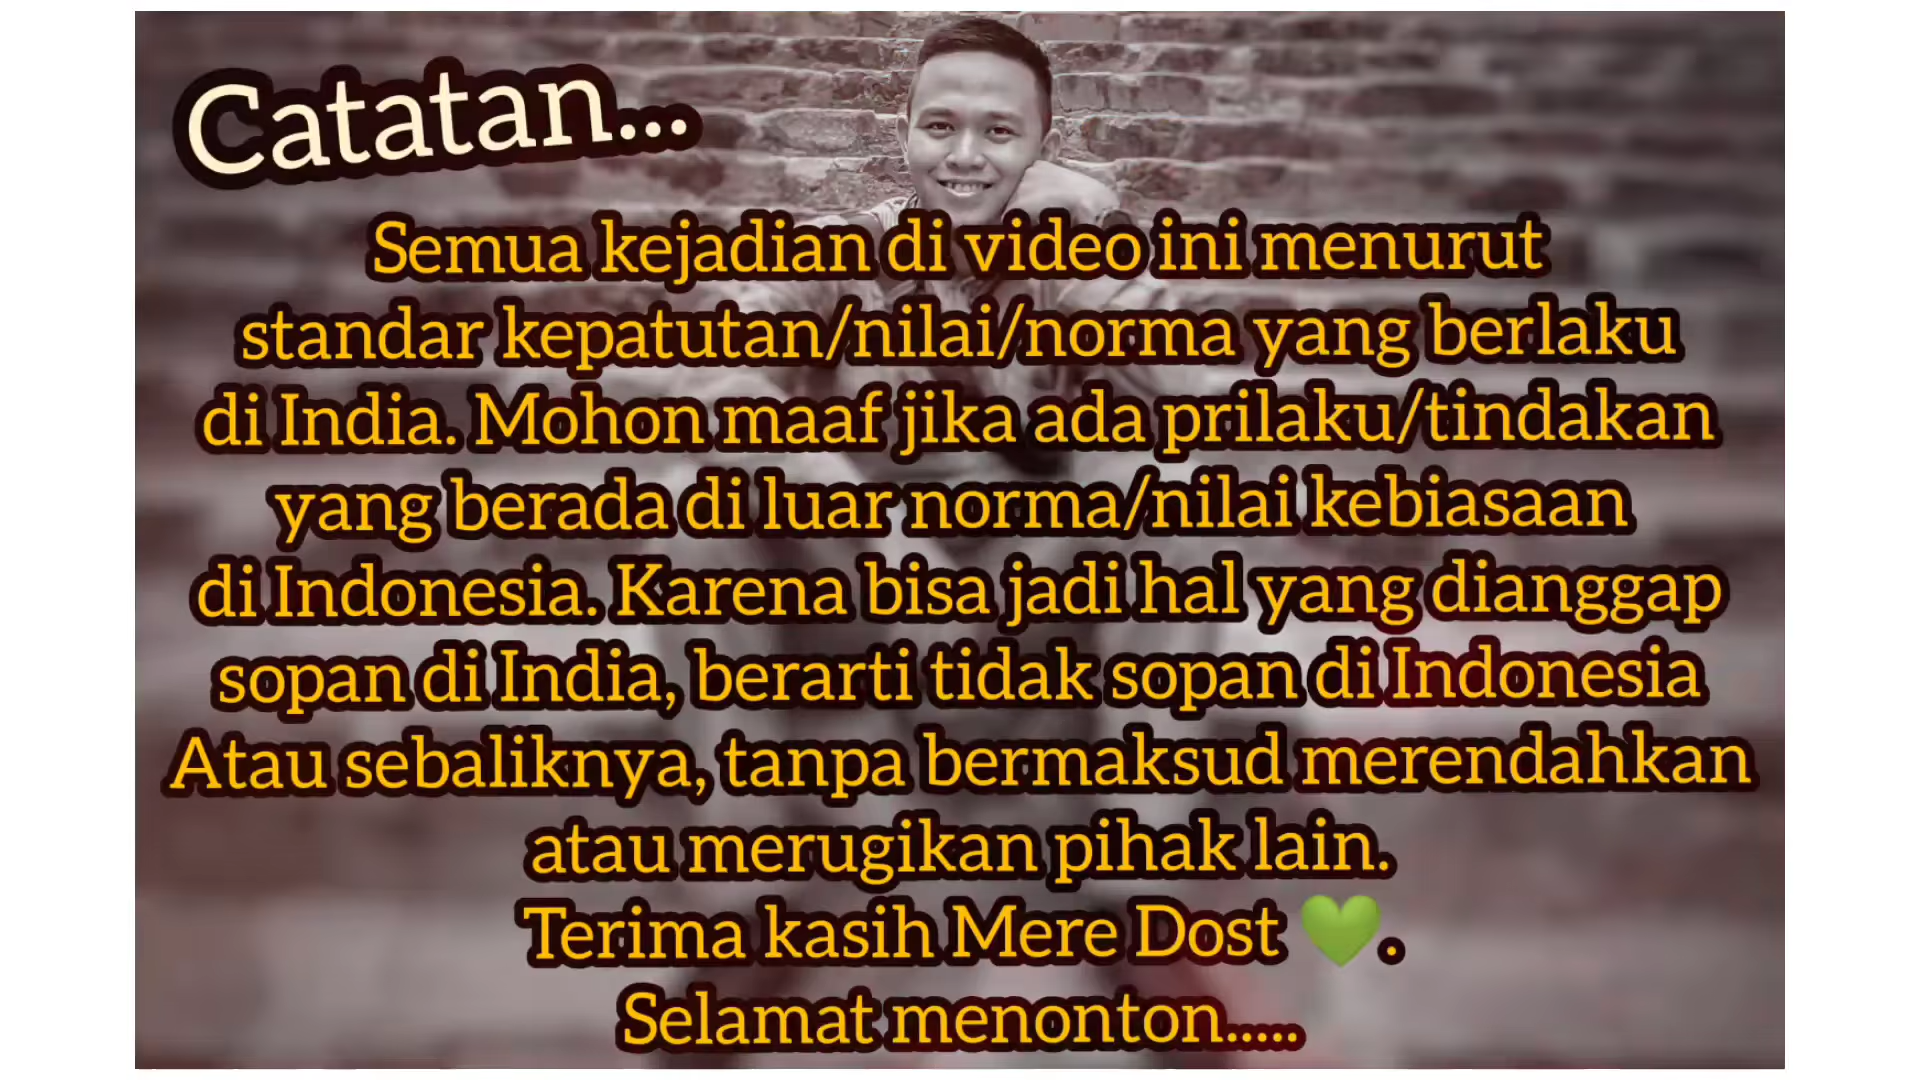 Catatan...
Semua kejadian di video ini menurut
standar kepatutan/nilai/norma yang berlaku
di India. Mohon maaf jika ada prilaku/tindakan
yang berada di luar norma/nilai kebiasaan
di Indonesia. Karena bisa jadi hal yang dianggap
sopan di India, berarti tidak sopan di Indonesia
Atau sebaliknya, tanpa bermaksud merendahkan
atau merugikan pihak lain.
Terima kasih Mere Dost 💚.
Selamat menonton.....